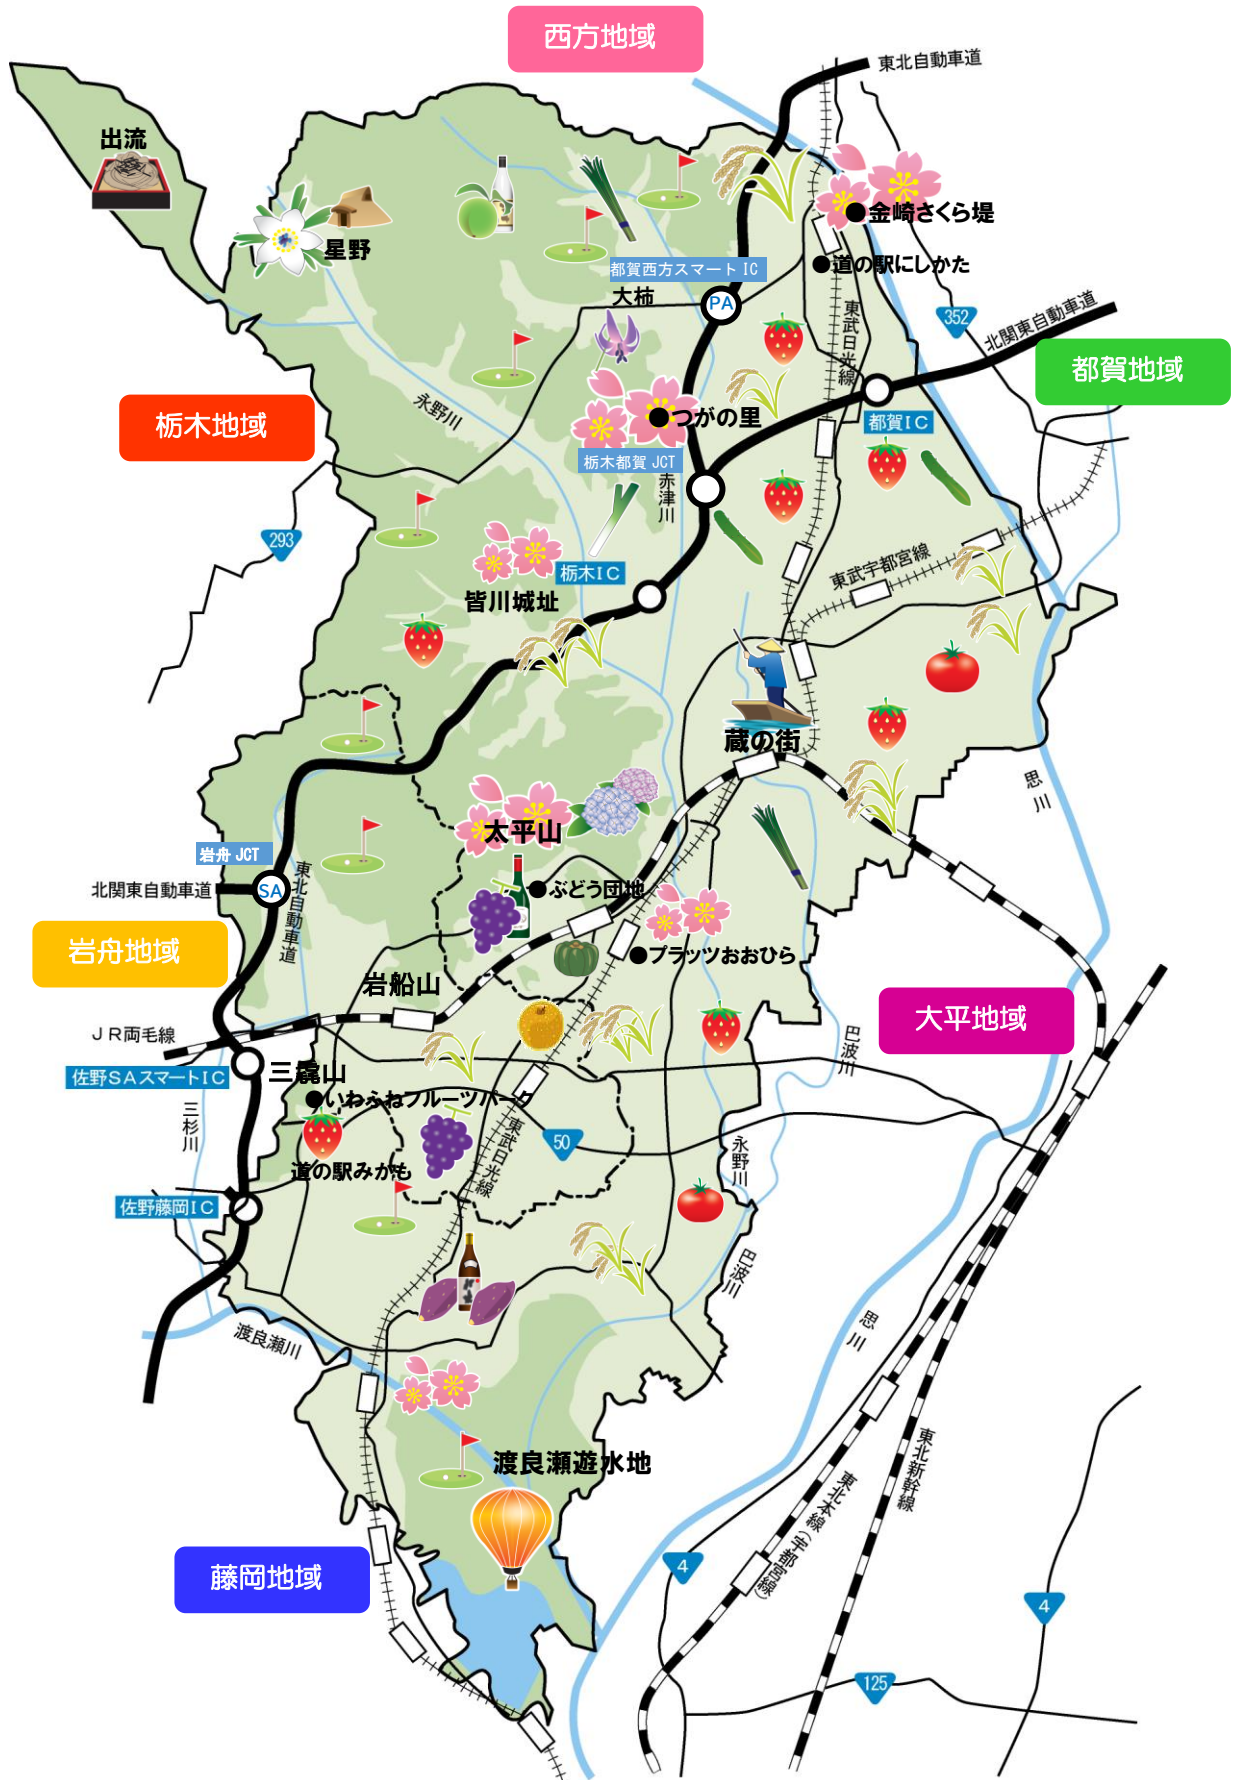 西方地域
東北自動車道
出流
星野
金崎さくら堤
都賀西方スマートIC
道の駅にしかた
大柿
PA
東武日光線
352
北関東自動車道
都賀地域
栃木地域
永野川
つがの里
都賀IC
栃木都賀JCT
赤津川
293
東武宇都宮線
栃木IC
皆川城址
蔵の街
思川
太平山
岩舟JCT
東北自動車道
北関東自動車道
SA
ぶどう団地
岩舟地域
プラッツおおひら
岩船山
大平地域
JR両毛線
巴波川
佐野SAスマートIC
三毳山
いわふねフルーツパーク
三杉川
東武日光線
50
永野川
道の駅みかも
佐野藤岡IC
巴波川
渡良瀬川
思川
渡良瀬遊水地
東北新幹線
東北本線(宇都宮線)
藤岡地域
4
4
125